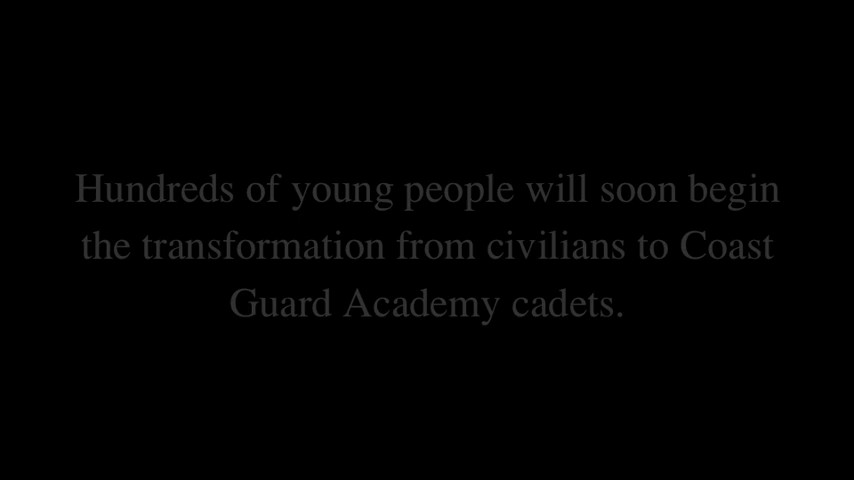 Hundreds of young people will soon begin
the transformation from civilians to Coast
Guard Academy cadets.